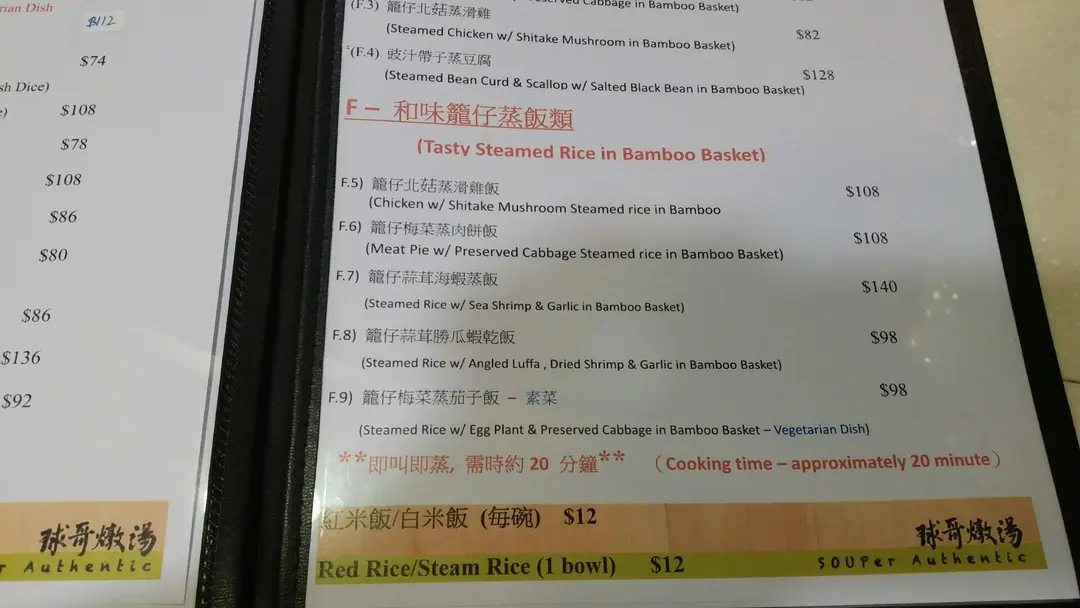 rian Dish
$112
$74
sh Dice)
$108
$78
$108
$86
$80
$86
$136
$92
球哥燉湯
r Authentic
Preserved Cabbage in Bamboo Basket)
(F.3) 籠仔北菇蒸滑雞
(Steamed Chicken w/ Shitake Mushroom in Bamboo Basket) $82
(F.4) 豉汁帶子蒸豆腐
(Steamed Bean Curd & Scallop w/ Salted Black Bean in Bamboo Basket) $128
F – 和味籠仔蒸飯類
(Tasty Steamed Rice in Bamboo Basket)
F.5) 籠仔北菇蒸滑雞飯 $108
(Chicken w/ Shitake Mushroom Steamed rice in Bamboo
F.6) 籠仔梅菜蒸肉餅飯 $108
(Meat Pie w/ Preserved Cabbage Steamed rice in Bamboo Basket)
F.7) 籠仔蒜茸海蝦蒸飯 $140
(Steamed Rice w/ Sea Shrimp & Garlic in Bamboo Basket)
F.8) 籠仔蒜茸勝瓜蝦乾飯 $98
(Steamed Rice w/ Angled Luffa , Dried Shrimp & Garlic in Bamboo Basket)
F.9) 籠仔梅菜蒸茄子飯 – 素菜 $98
(Steamed Rice w/ Egg Plant & Preserved Cabbage in Bamboo Basket – Vegetarian Dish)
**即叫即蒸, 需時約 20 分鐘** (Cooking time – approximately 20 minute)
紅米飯/白米飯 (每碗) $12
Red Rice/Steam Rice (1 bowl) $12
球哥燉湯
SOUPer Authentic